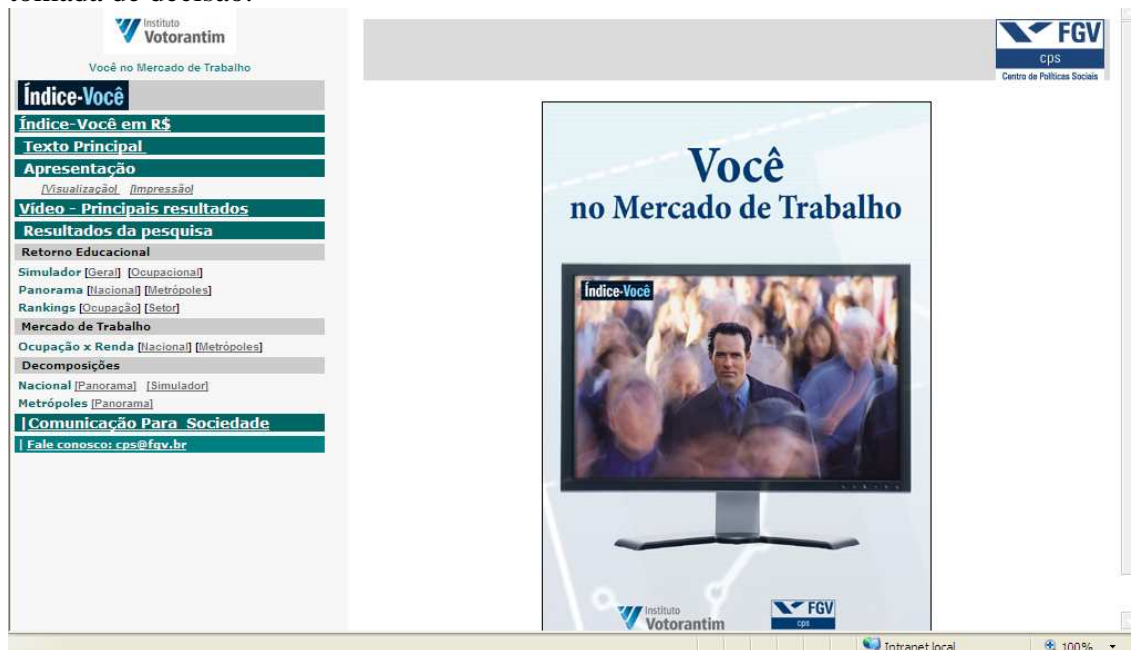 tomada de decisão.
Instituto
Votorantim
Você no Mercado de Trabalho
Índice-Você
Índice-Você em R$
Texto Principal
Apresentação
[Visualização] [Impressão]
Vídeo - Principais resultados
Resultados da pesquisa
Retorno Educacional
Simulador [Geral] [Ocupacional]
Panorama [Nacional] [Metrópoles]
Rankings [Ocupação] [Setor]
Mercado de Trabalho
Ocupação x Renda [Nacional] [Metrópoles]
Decomposições
Nacional [Panorama] [Simulador]
Metrópoles [Panorama]
|Comunicação Para Sociedade
| Fale conosco: cps@fgv.br
FGV
cps
Centro de Políticas Sociais
Você
no Mercado de Trabalho
Índice-Você
Instituto
Votorantim
FGV
cps
Intranet local
100%